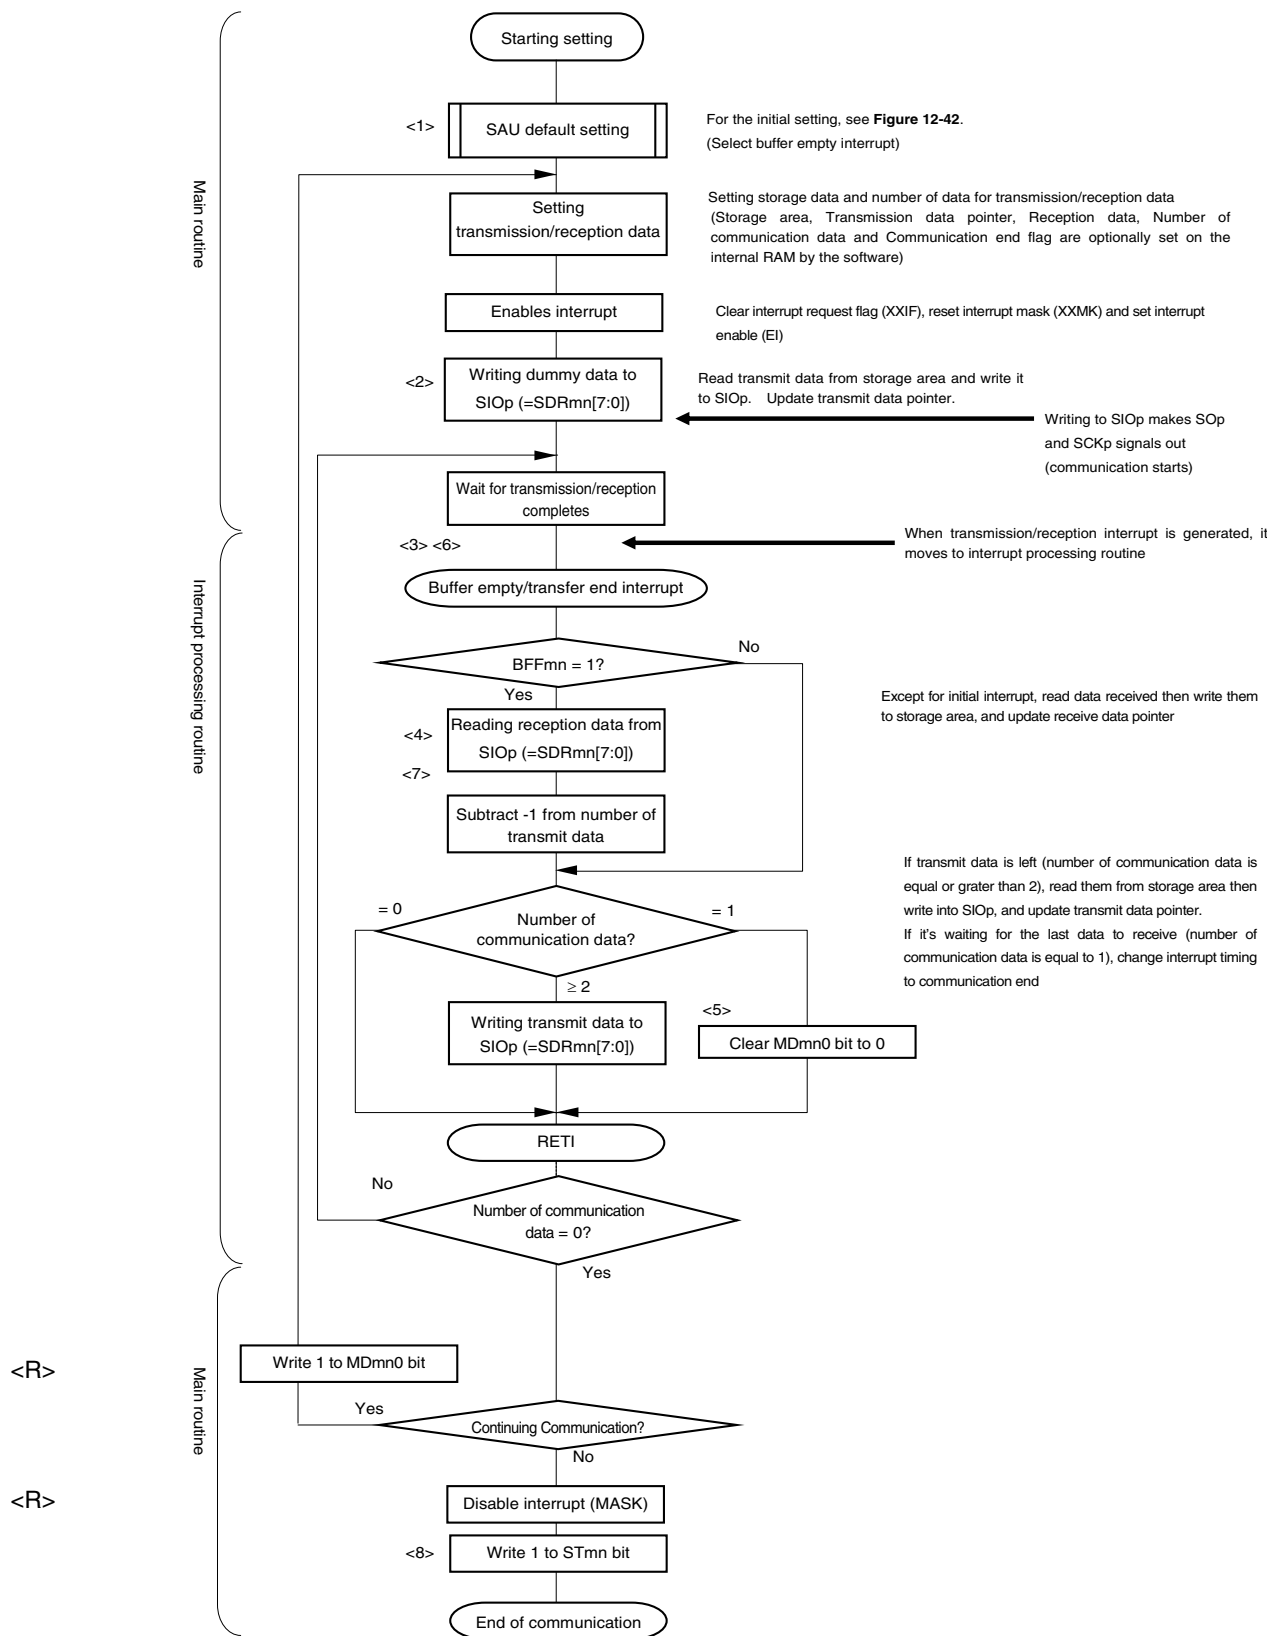 Starting setting
<1>
SAU default setting
For the initial setting, see Figure 12-42.
(Select buffer empty interrupt)
Main routine
Setting
transmission/reception data
Setting storage data and number of data for transmission/reception data
(Storage area, Transmission data pointer, Reception data, Number of
communication data and Communication end flag are optionally set on the
internal RAM by the software)
Enables interrupt
Clear interrupt request flag (XXIF), reset interrupt mask (XXMK) and set interrupt
enable (EI)
<2>
Writing dummy data to
SIOp (=SDRmn[7:0])
Read transmit data from storage area and write it
to SIOp. Update transmit data pointer.
Writing to SIOp makes SOp
and SCKp signals out
(communication starts)
Wait for transmission/reception
completes
<3> <6>
When transmission/reception interrupt is generated, it
moves to interrupt processing routine
Interrupt processing routine
Buffer empty/transfer end interrupt
BFFmn = 1?
No
Yes
Except for initial interrupt, read data received then write them
to storage area, and update receive data pointer
<4>
Reading reception data from
SIOp (=SDRmn[7:0])
<7>
Subtract -1 from number of
transmit data
If transmit data is left (number of communication data is
equal or grater than 2), read them from storage area then
write into SIOp, and update transmit data pointer.
If it's waiting for the last data to receive (number of
communication data is equal to 1), change interrupt timing
to communication end
= 0
Number of
communication data?
= 1
≥ 2
Writing transmit data to
SIOp (=SDRmn[7:0])
<5>
Clear MDmn0 bit to 0
RETI
No
Number of communication
data = 0?
Yes
<R>
Write 1 to MDmn0 bit
Main routine
Yes
Continuing Communication?
No
<R>
Disable interrupt (MASK)
<8>
Write 1 to STmn bit
End of communication